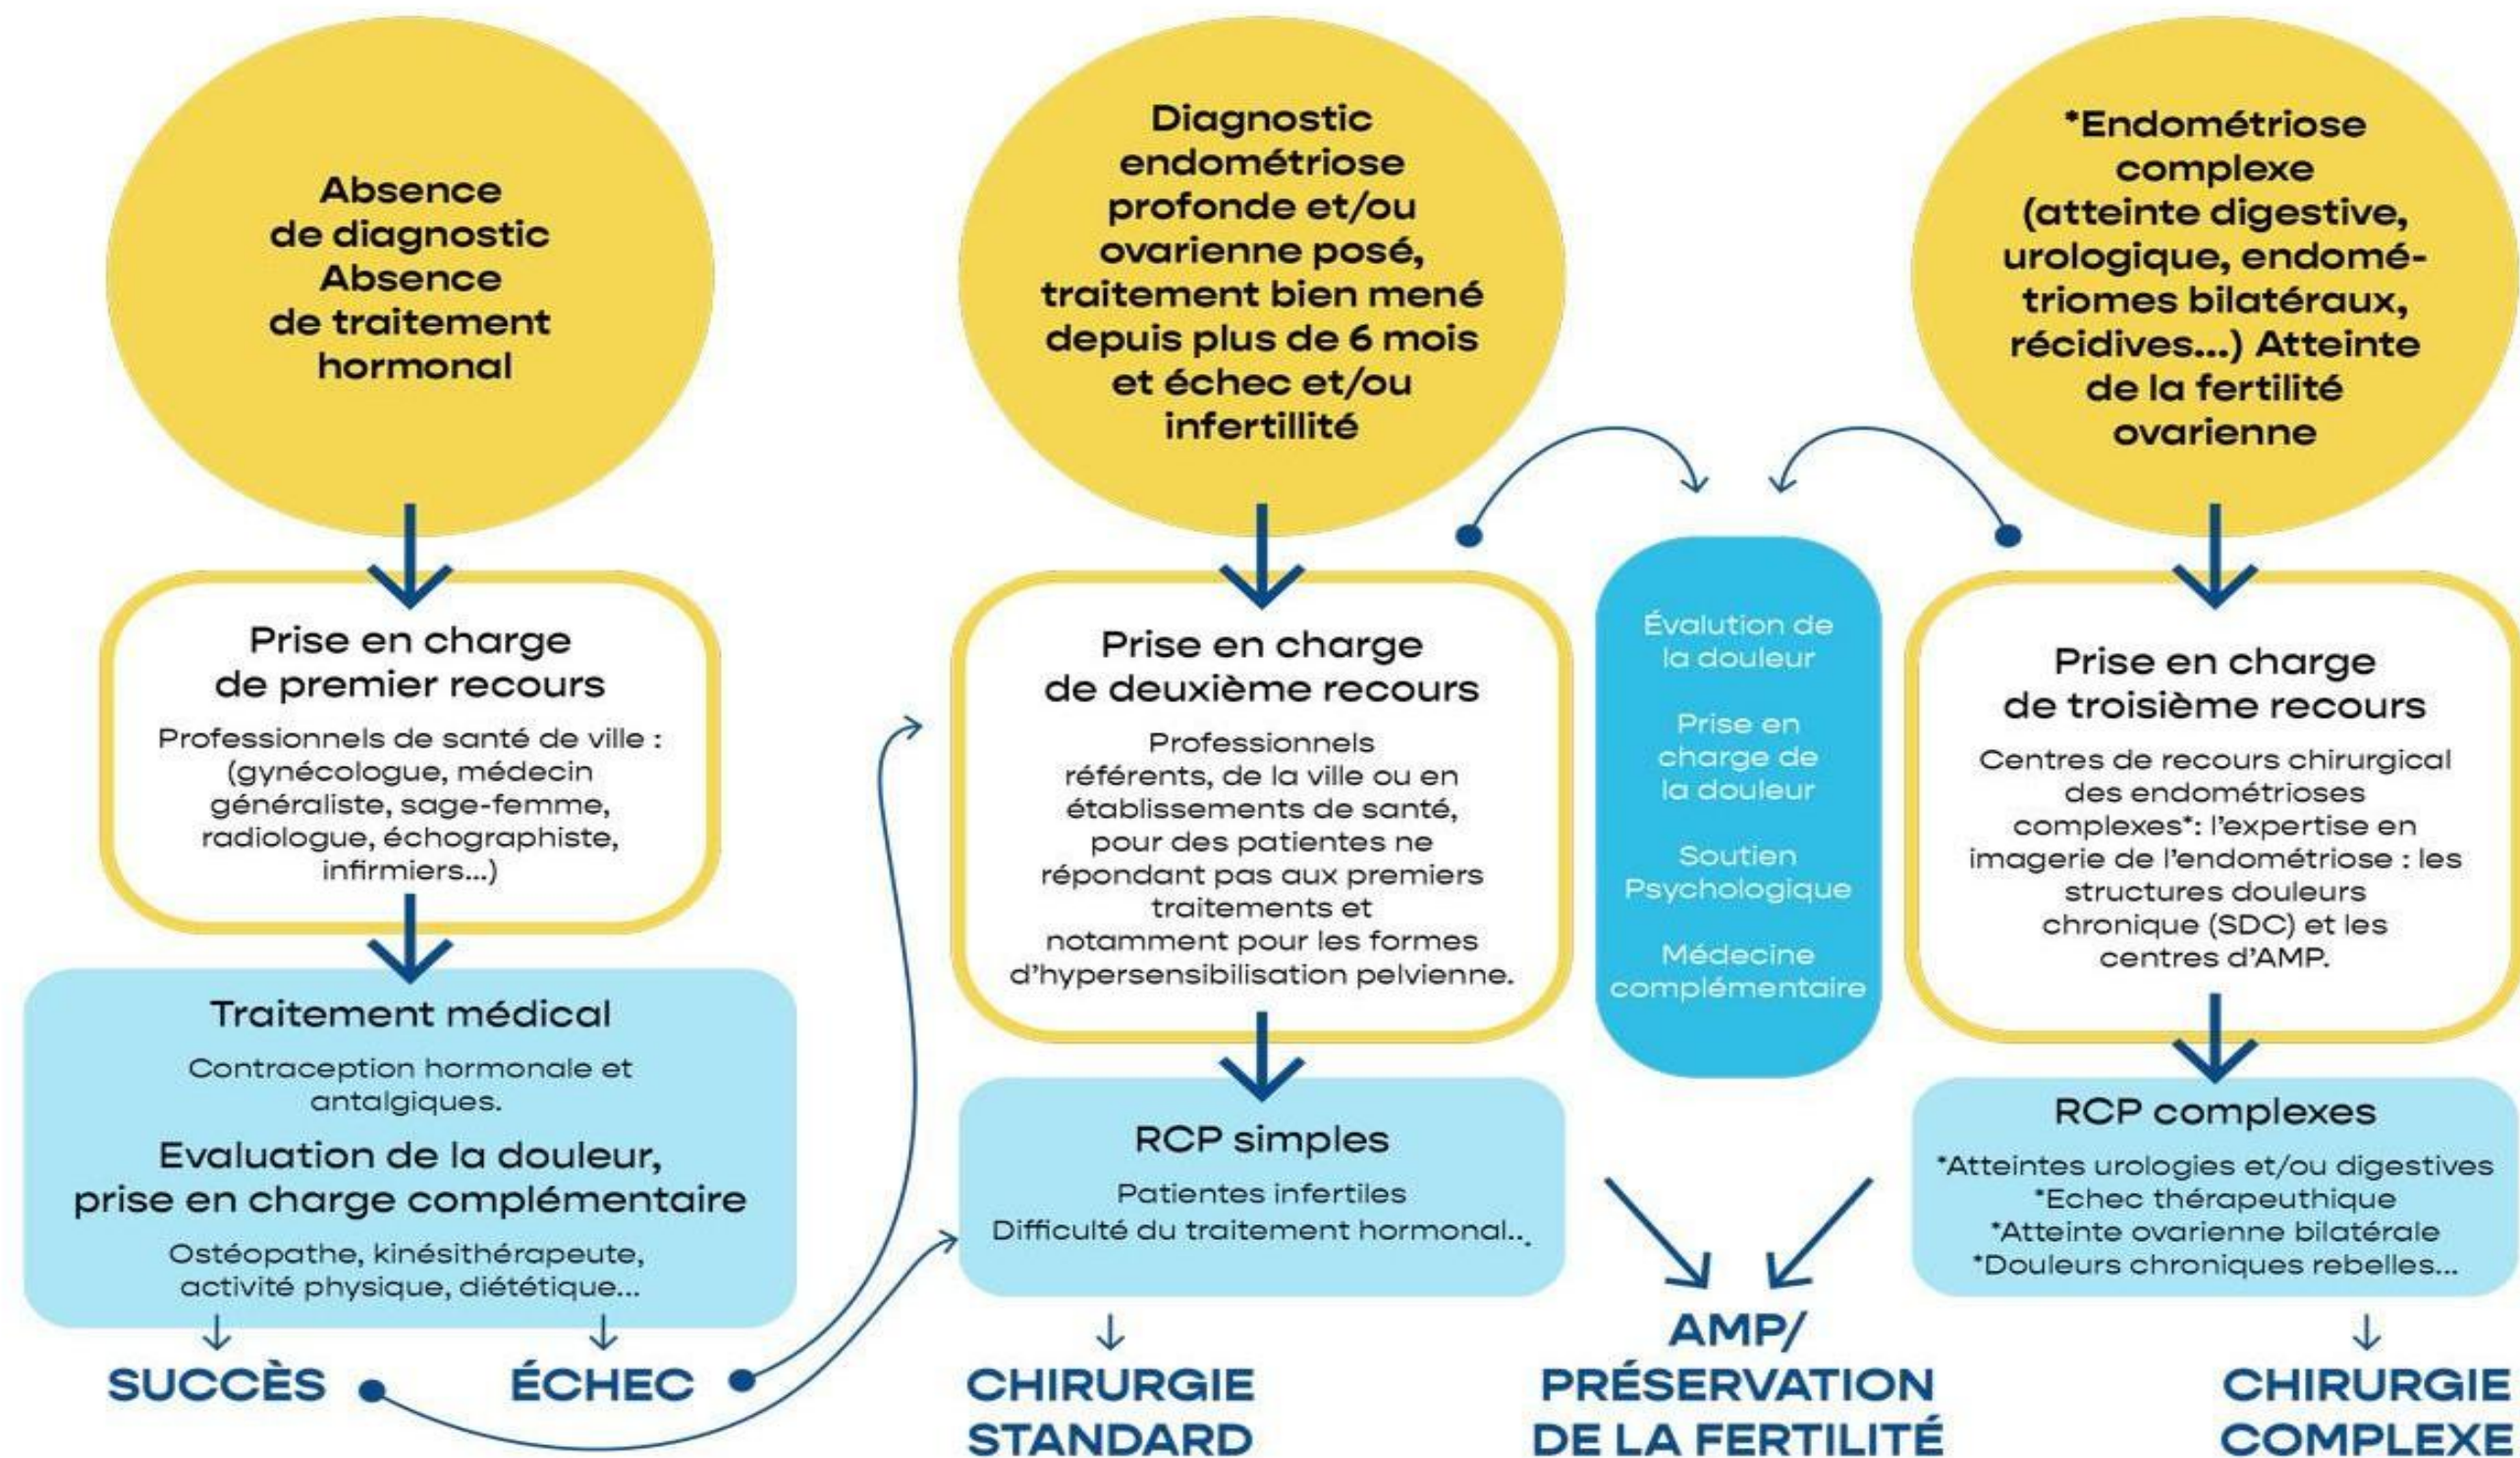 Absence
de diagnostic
Absence
de traitement
hormonal
Prise en charge
de premier recours
Professionnels de santé de ville :
(gynécologue, médecin
généraliste, sage-femme,
radiologue, échographiste,
infirmiers...)
Traitement médical
Contraception hormonale et
antalgiques.
Evaluation de la douleur,
prise en charge complémentaire
Ostéopathe, kinésithérapeute,
activité physique, diététique...
SUCCÈS
ÉCHEC
Diagnostic
endométriose
profonde et/ou
ovarienne posé,
traitement bien mené
depuis plus de 6 mois
et échec et/ou
infertillité
Prise en charge
de deuxième recours
Professionnels
référents, de la ville ou en
établissements de santé,
pour des patientes ne
répondant pas aux premiers
traitements et
notamment pour les formes
d'hypersensibilisation pelvienne.
RCP simples
Patientes infertiles
Difficulté du traitement hormonal...
CHIRURGIE
STANDARD
Évalution de
la douleur
Prise en
charge de
la douleur
Soutien
Psychologique
Médecine
complémentaire
AMP/
PRÉSERVATION
DE LA FERTILITÉ
*Endométriose
complexe
(atteinte digestive,
urologique, endomé-
triomes bilatéraux,
récidives...) Atteinte
de la fertilité
ovarienne
Prise en charge
de troisième recours
Centres de recours chirurgical
des endométrioses
complexes*: l'expertise en
imagerie de l'endométriose : les
structures douleurs
chronique (SDC) et les
centres d'AMP.
RCP complexes
*Atteintes urologies et/ou digestives
*Echec thérapeuthique
*Atteinte ovarienne bilatérale
*Douleurs chroniques rebelles...
CHIRURGIE
COMPLEXE